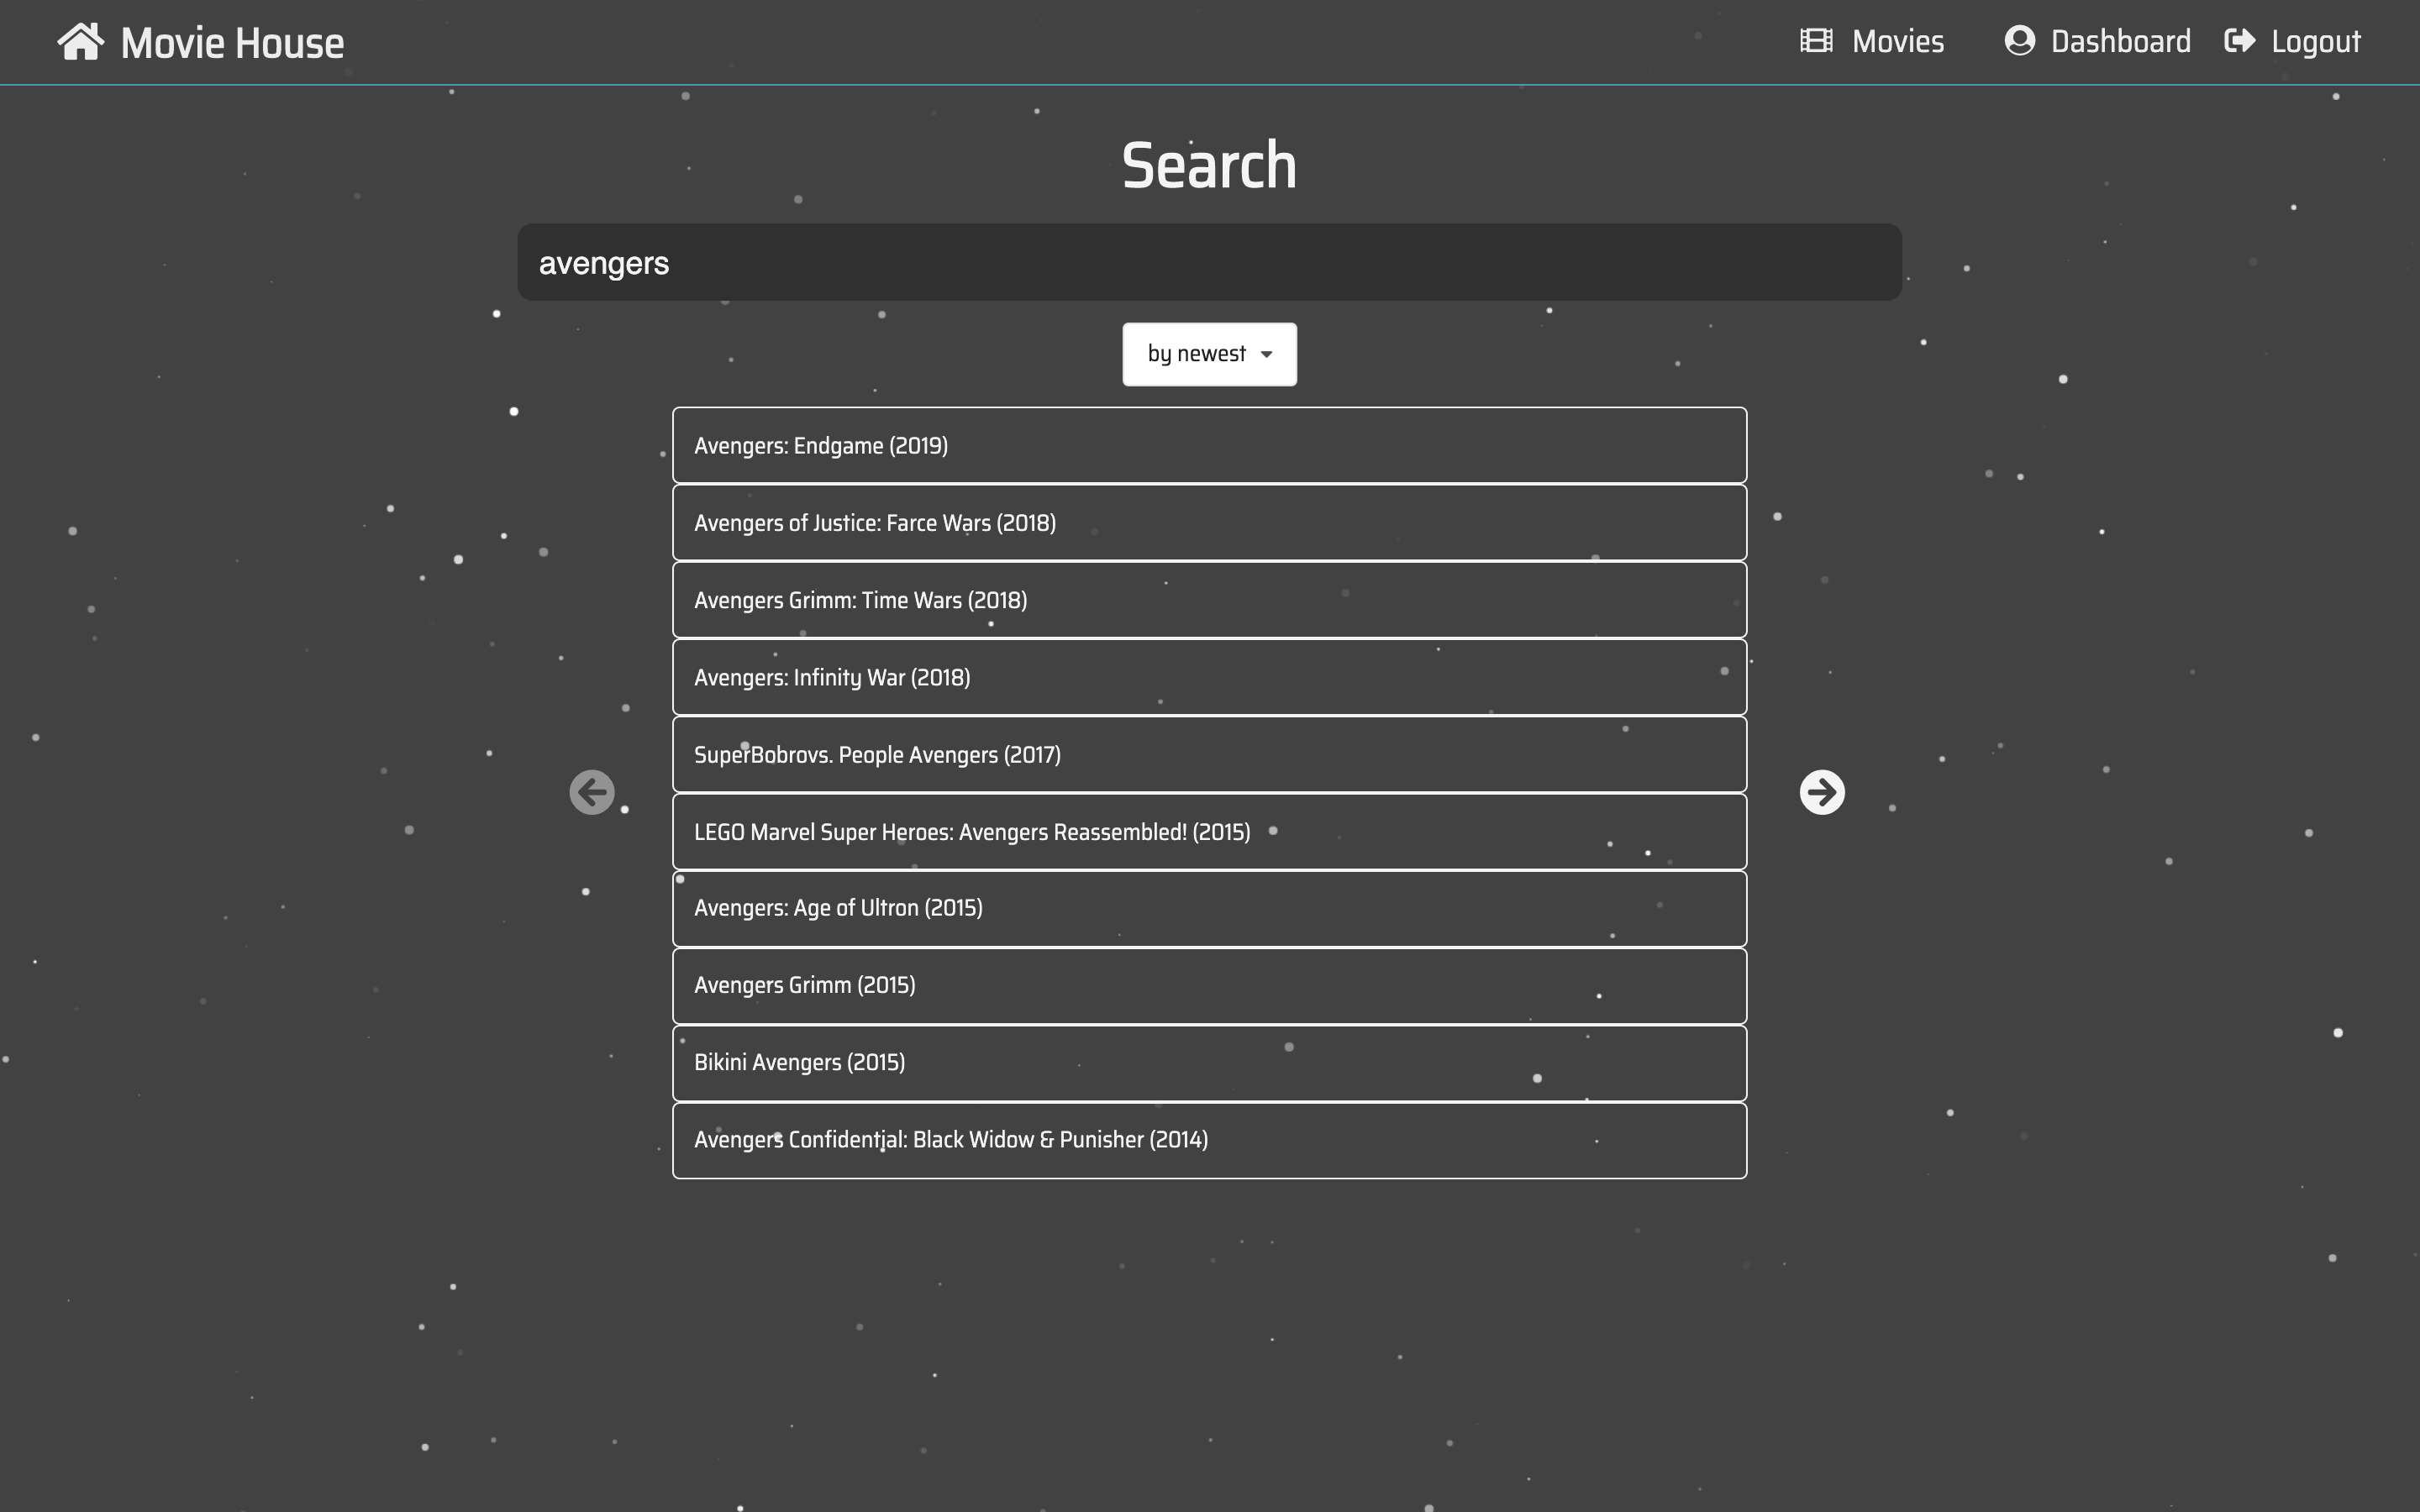 Movie House
Movies
Dashboard
Logout
Search
avengers
by newest
Avengers: Endgame (2019)
Avengers of Justice: Farce Wars (2018)
Avengers Grimm: Time Wars (2018)
Avengers: Infinity War (2018)
SuperBobrovs. People Avengers (2017)
LEGO Marvel Super Heroes: Avengers Reassembled! (2015)
Avengers: Age of Ultron (2015)
Avengers Grimm (2015)
Bikini Avengers (2015)
Avengers Confidential: Black Widow & Punisher (2014)